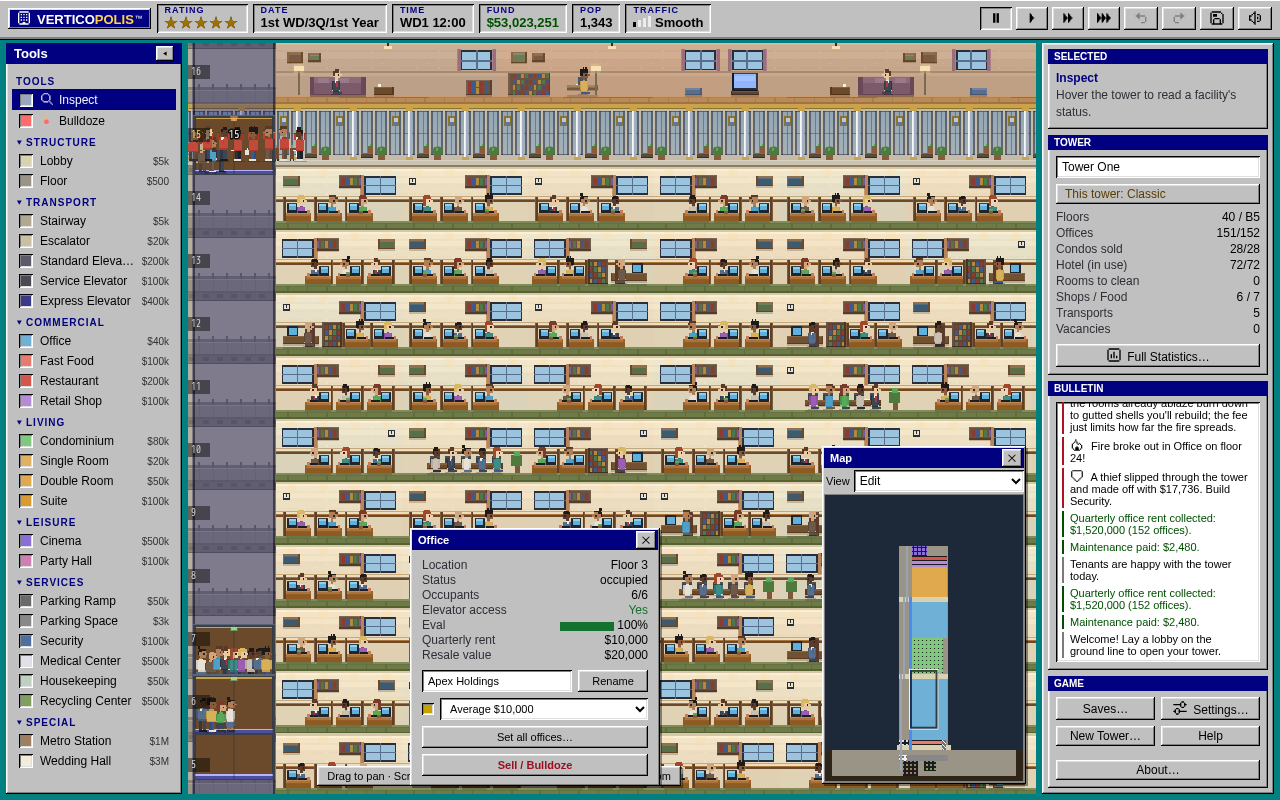 VERTICOPOLIS™
RATING
DATE
1st WD/3Q/1st Year
TIME
WD1 12:00
FUND
$53,023,251
POP
1,343
TRAFFIC
Smooth
Tools
TOOLS
Inspect
Bulldoze
STRUCTURE
Lobby $5k
Floor $500
TRANSPORT
Stairway $5k
Escalator $20k
Standard Eleva… $200k
Service Elevator $100k
Express Elevator $400k
COMMERCIAL
Office $40k
Fast Food $100k
Restaurant $200k
Retail Shop $100k
LIVING
Condominium $80k
Single Room $20k
Double Room $50k
Suite $100k
LEISURE
Cinema $500k
Party Hall $100k
SERVICES
Parking Ramp $50k
Parking Space $3k
Security $100k
Medical Center $500k
Housekeeping $50k
Recycling Center $500k
SPECIAL
Metro Station $1M
Wedding Hall $3M
16
15 15
14
13
12
11
10
9
8
7
6
5
Drag to pan · Scr
om
Office
Location Floor 3
Status occupied
Occupants 6/6
Elevator access Yes
Eval 100%
Quarterly rent $10,000
Resale value $20,000
Apex Holdings Rename
Average $10,000
Set all offices…
Sell / Bulldoze
Map
View Edit
SELECTED
Inspect
Hover the tower to read a facility's
status.
TOWER
Tower One
This tower: Classic
Floors 40 / B5
Offices 151/152
Condos sold 28/28
Hotel (in use) 72/72
Rooms to clean 0
Shops / Food 6 / 7
Transports 5
Vacancies 0
Full Statistics…
BULLETIN
the rooms already ablaze burn down
to gutted shells you'll rebuild; the fee
just limits how far the fire spreads.
Fire broke out in Office on floor
24!
A thief slipped through the tower
and made off with $17,736. Build
Security.
Quarterly office rent collected:
$1,520,000 (152 offices).
Maintenance paid: $2,480.
Tenants are happy with the tower
today.
Quarterly office rent collected:
$1,520,000 (152 offices).
Maintenance paid: $2,480.
Welcome! Lay a lobby on the
ground line to open your tower.
GAME
Saves… Settings…
New Tower… Help
About…